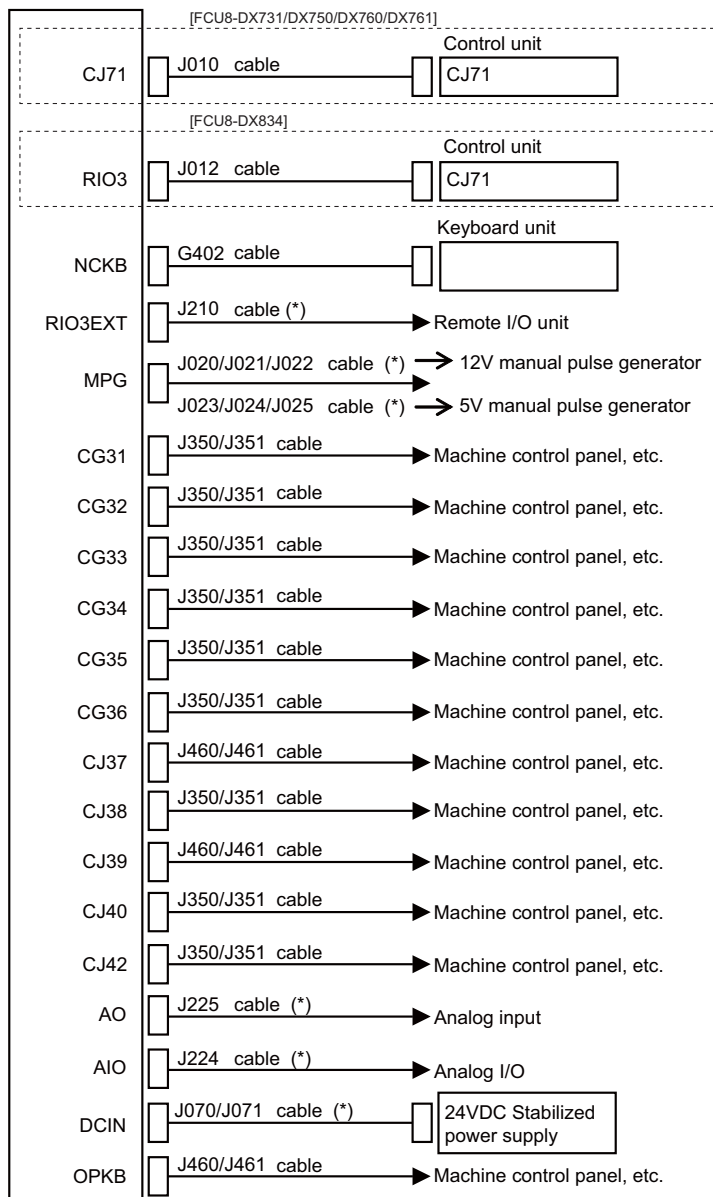 [FCU8-DX731/DX750/DX760/DX761]
Control unit
CJ71 J010 cable CJ71
[FCU8-DX834]
Control unit
RIO3 J012 cable CJ71
Keyboard unit
NCKB G402 cable
RIO3EXT J210 cable (*) Remote I/O unit
J020/J021/J022 cable (*) 12V manual pulse generator
MPG
J023/J024/J025 cable (*) 5V manual pulse generator
CG31 J350/J351 cable Machine control panel, etc.
CG32 J350/J351 cable Machine control panel, etc.
CG33 J350/J351 cable Machine control panel, etc.
CG34 J350/J351 cable Machine control panel, etc.
CG35 J350/J351 cable Machine control panel, etc.
CG36 J350/J351 cable Machine control panel, etc.
CJ37 J460/J461 cable Machine control panel, etc.
CJ38 J350/J351 cable Machine control panel, etc.
CJ39 J460/J461 cable Machine control panel, etc.
CJ40 J350/J351 cable Machine control panel, etc.
CJ42 J350/J351 cable Machine control panel, etc.
AO J225 cable (*) Analog input
AIO J224 cable (*) Analog I/O
DCIN J070/J071 cable (*) 24VDC Stabilized
power supply
OPKB J460/J461 cable Machine control panel, etc.